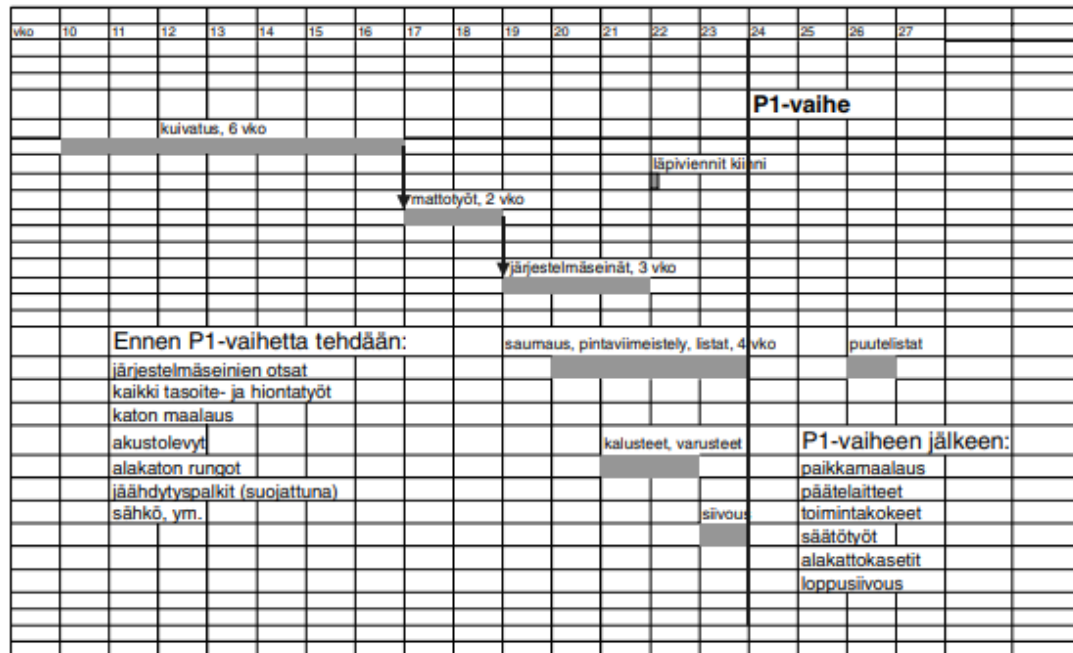 vko 10 11 12 13 14 15 16 17 18 19 20 21 22 23 24 25 26 27
P1-vaihe
kuivatus, 6 vko
läpiviennit kiinni
mattotyöt, 2 vko
järjestelmäseinät, 3 vko
Ennen P1-vaihetta tehdään:
saumaus, pintaviimeistely, listat, 4 vko
puutelistat
järjestelmäseinien otsat
kaikki tasoite- ja hiontatyöt
katon maalaus
akustolevyt
kalusteet, varusteet
P1-vaiheen jälkeen:
alakaton rungot
paikkamaalaus
jäähdytyspalkit (suojattuna)
päätelaitteet
sähkö, ym.
siivous
toimintakokeet
säätötyöt
alakattokasetit
loppusiivous